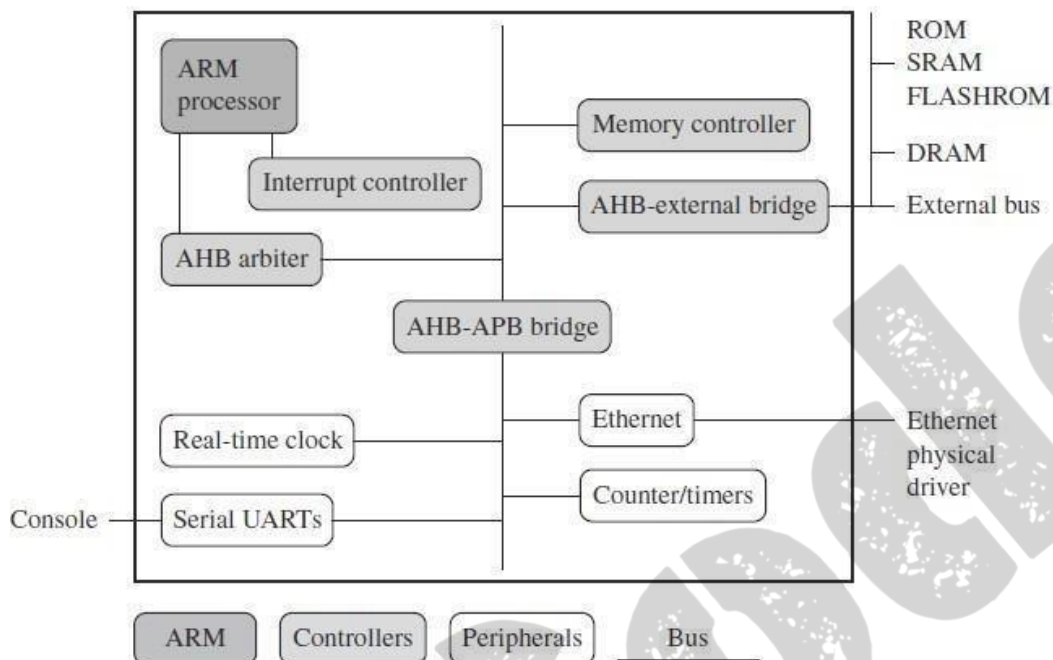 ARM
processor
Interrupt controller
AHB arbiter
Memory controller
AHB-external bridge
ROM
SRAM
FLASHROM
DRAM
External bus
AHB-APB bridge
Real-time clock
Console
Serial UARTs
Ethernet
Counter/timers
Ethernet
physical
driver
ARM
Controllers
Peripherals
Bus